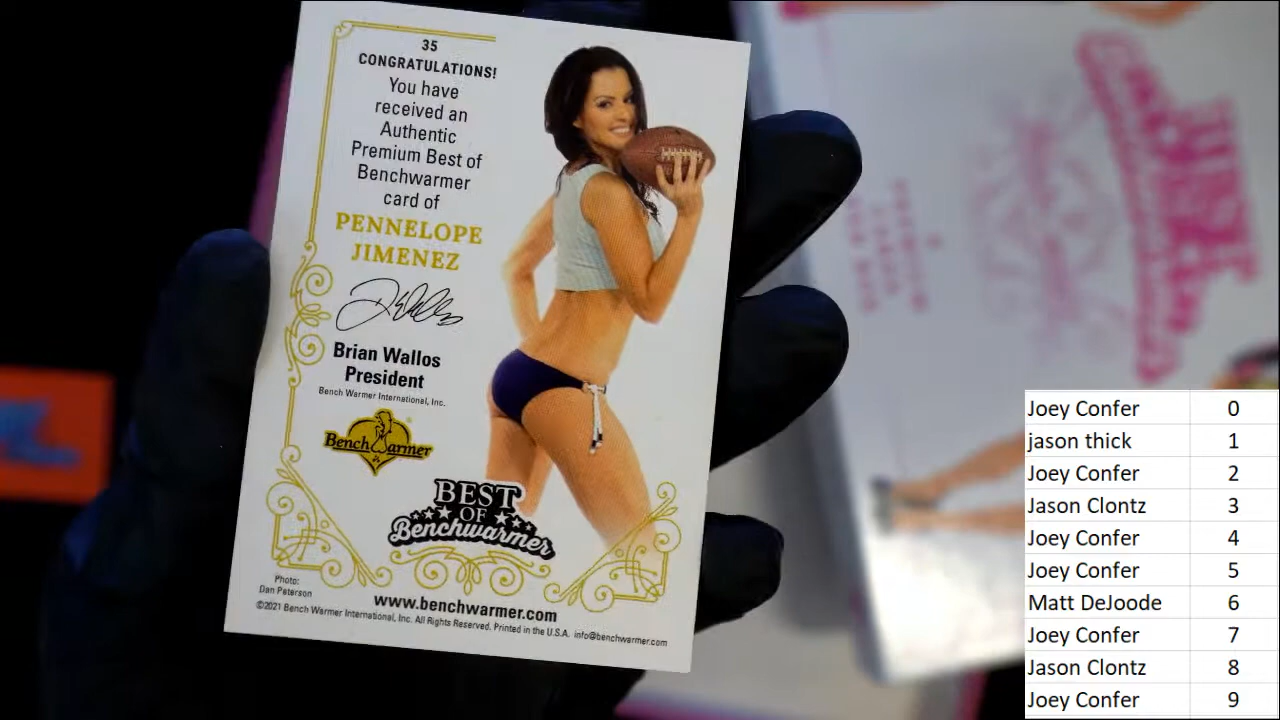 35
CONGRATULATIONS!
You have
received an
Authentic
Premium Best of
Benchwarmer
card of
PENNELOPE
JIMENEZ
Brian Wallos
President
Bench Warmer International, Inc.
BenchWarmer
BEST
OF
Benchwarmer
Photo:
Dan Peterson
www.benchwarmer.com
©2021 Bench Warmer International, Inc. All Rights Reserved. Printed in the U.S.A. info@benchwarmer.com
Joey Confer 0
jason thick 1
Joey Confer 2
Jason Clontz 3
Joey Confer 4
Joey Confer 5
Matt DeJoode 6
Joey Confer 7
Jason Clontz 8
Joey Confer 9